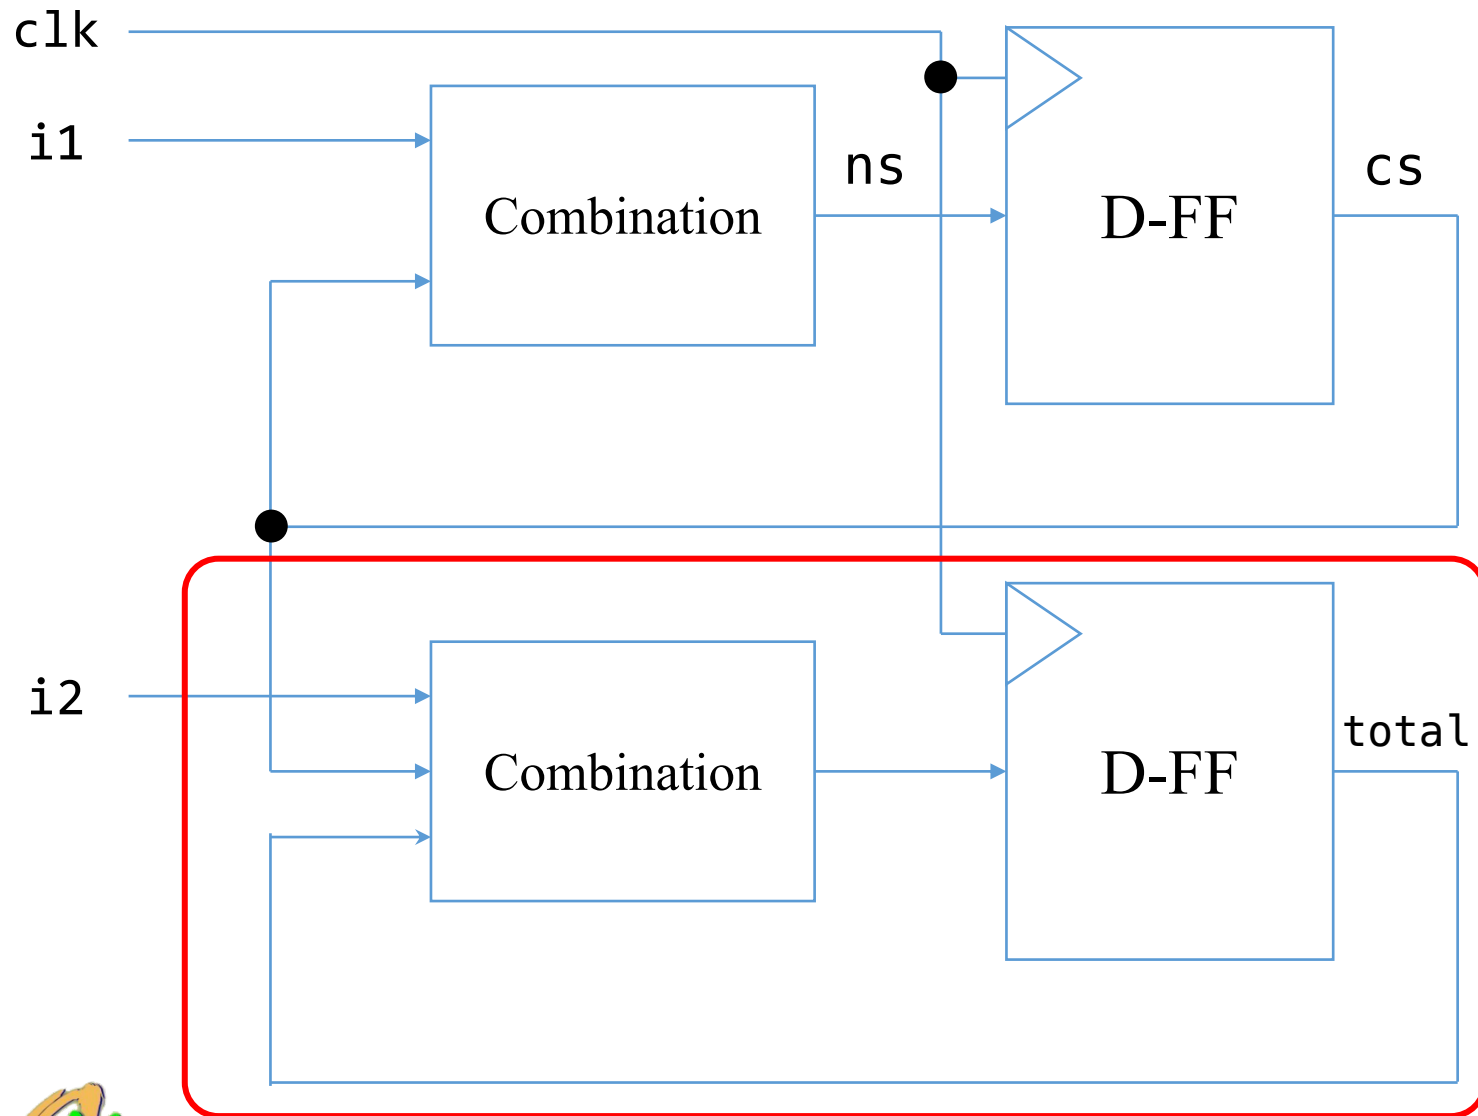 clk
i1
Combination
ns
D-FF
cs
i2
Combination
D-FF
total